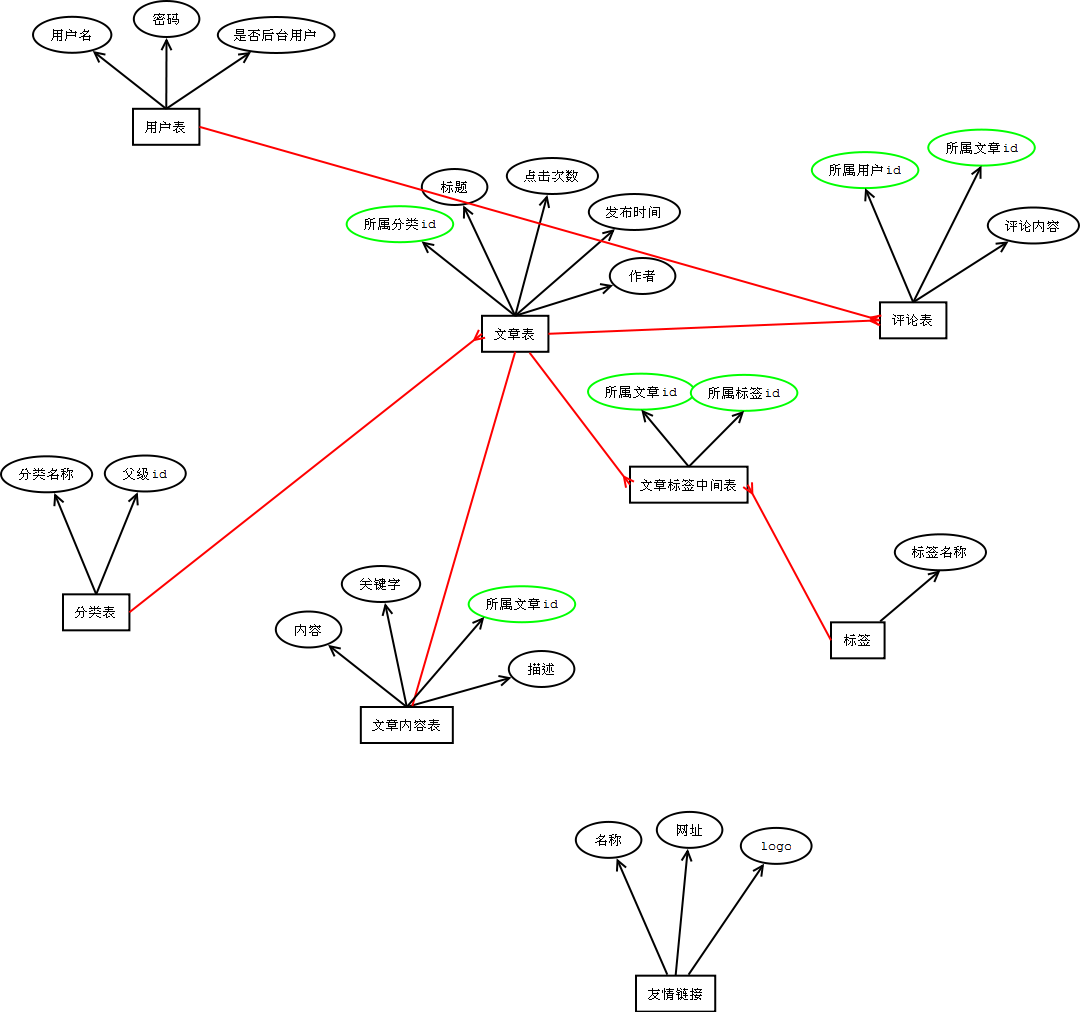 密码
用户名
是否后台用户
用户表
所属文章id
所属用户id
点击次数
标题
发布时间
所属分类id
评论内容
作者
评论表
文章表
所属文章id
所属标签id
分类名称
父级id
文章标签中间表
标签名称
关键字
所属文章id
分类表
内容
标签
描述
文章内容表
网址
名称
logo
友情链接